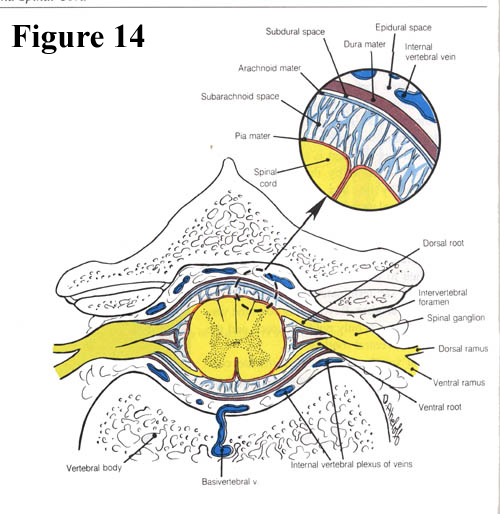 Figure 14
Subdural space
Epidural space
Dura mater
Internal
vertebral vein
Arachnoid mater
Subarachnoid space
Pia mater
Spinal
cord
Dorsal root
Intervertebral
foramen
Spinal ganglion
Dorsal ramus
Ventral ramus
Ventral root
Vertebral body
Internal vertebral plexus of veins
Basivertebral v.